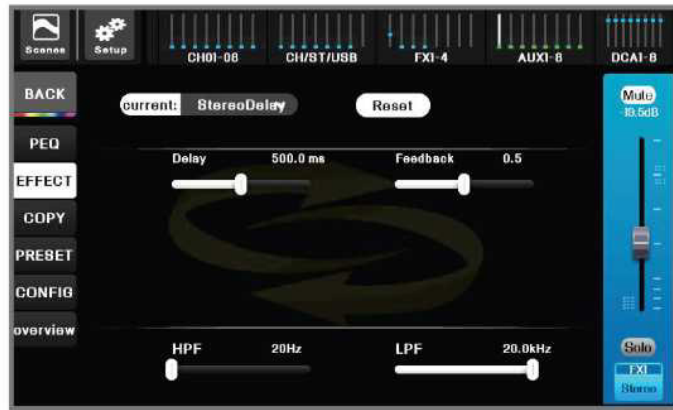 Scenes Setup CH01-08 CH/ST/USB FX1-4 AUX1-8 DCA1-8
BACK
current: StereoDelay Reset
Mute
-19.5dB
PEQ
Delay 500.0 ms Feedback 0.5
EFFECT
COPY
PRESET
CONFIG
overview
HPF 20Hz LPF 20.0kHz
Solo
FX1
Stereo